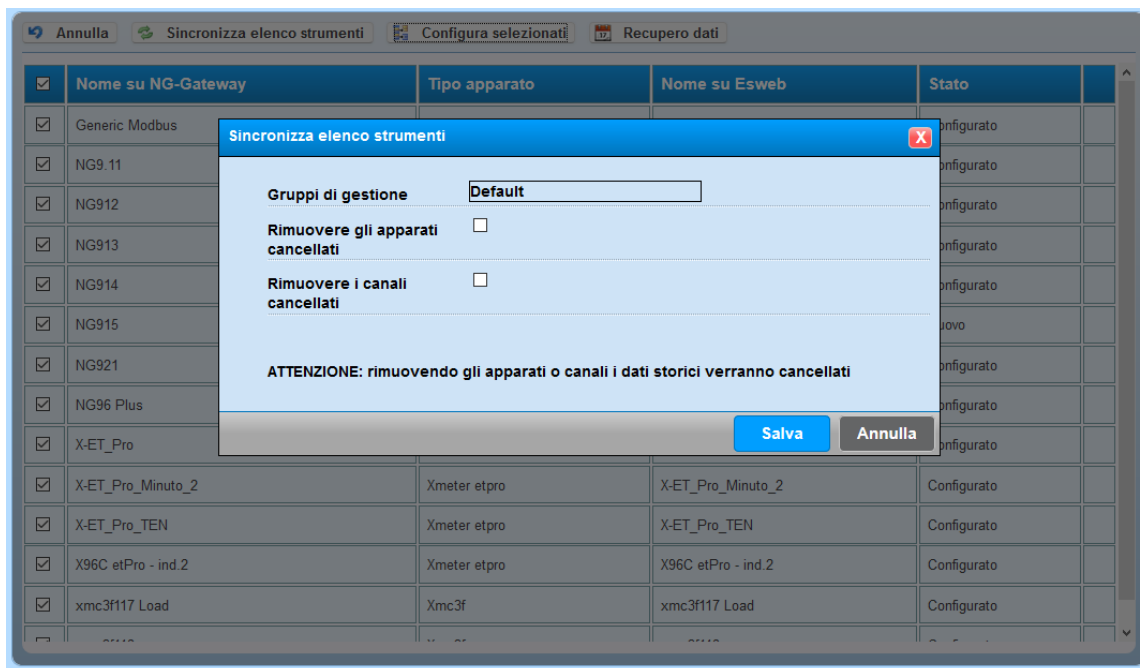 Annulla Sincronizza elenco strumenti Configura selezionati Recupero dati
Nome su NG-Gateway Tipo apparato Nome su Esweb Stato
Generic Modbus
Sincronizza elenco strumenti X
NG9.11
Gruppi di gestione Default
NG912
Rimuovere gli apparati
cancellati
NG913
Rimuovere i canali
cancellati
NG914
NG915
NG921
ATTENZIONE: rimuovendo gli apparati o canali i dati storici verranno cancellati
NG96 Plus
Salva Annulla
X-ET_Pro
X-ET_Pro_Minuto_2 Xmeter etpro X-ET_Pro_Minuto_2 Configurato
X-ET_Pro_TEN Xmeter etpro X-ET_Pro_TEN Configurato
X96C etPro - ind.2 Xmeter etpro X96C etPro - ind.2 Configurato
xmc3f117 Load Xmc3f xmc3f117 Load Configurato